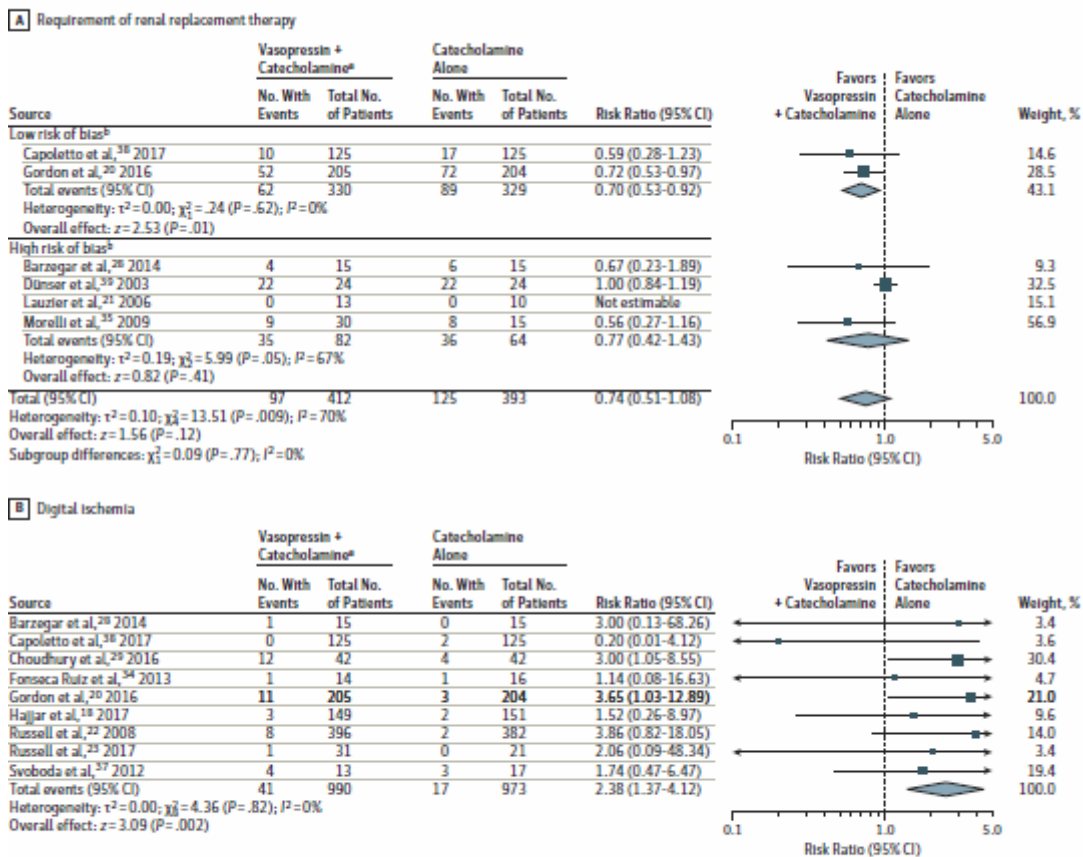 A Requirement of renal replacement therapy
Vasopressin + Catecholamine Alone
Catecholamineª
Favors Favors
No. With Total No. No. With Total No. Vasopressin Catecholamine
Source Events of Patients Events of Patients Risk Ratio (95% CI) + Catecholamine Alone Weight, %
Low risk of biasᵇ
Capoletto et al,³⁸ 2017 10 125 17 125 0.59 (0.28-1.23) 14.6
Gordon et al,²⁰ 2016 52 205 72 204 0.72 (0.53-0.97) 28.5
Total events (95% CI) 62 330 89 329 0.70 (0.53-0.92) 43.1
Heterogeneity: τ²=0.00; χ²₁=.24 (P=.62); I²=0%
Overall effect: z=2.53 (P=.01)
High risk of biasᵇ
Barzegar et al,²⁸ 2014 4 15 6 15 0.67 (0.23-1.89) 9.3
Dünser et al,³⁹ 2003 22 24 22 24 1.00 (0.84-1.19) 32.5
Lauzier et al,²¹ 2006 0 13 0 10 Not estimable 15.1
Morelli et al,³⁵ 2009 9 30 8 15 0.56 (0.27-1.16) 56.9
Total events (95% CI) 35 82 36 64 0.77 (0.42-1.43)
Heterogeneity: τ²=0.19; χ²₂=5.99 (P=.05); I²=67%
Overall effect: z=0.82 (P=.41)
Total (95% CI) 97 412 125 393 0.74 (0.51-1.08) 100.0
Heterogeneity: τ²=0.10; χ²₄=13.51 (P=.009); I²=70%
Overall effect: z=1.56 (P=.12)
Subgroup differences: χ²₁=0.09 (P=.77); I²=0%
0.1 1.0 5.0
Risk Ratio (95% CI)
B Digital ischemia
Vasopressin + Catecholamine
Catecholamineª Alone
Favors Favors
No. With Total No. No. With Total No. Vasopressin Catecholamine
Source Events of Patients Events of Patients Risk Ratio (95% CI) + Catecholamine Alone Weight, %
Barzegar et al,²⁸ 2014 1 15 0 15 3.00 (0.13-68.26) 3.4
Capoletto et al,³⁸ 2017 0 125 2 125 0.20 (0.01-4.12) 3.6
Choudhury et al,²⁹ 2016 12 42 4 42 3.00 (1.05-8.55) 30.4
Fonseca Ruiz et al,³⁴ 2013 1 14 1 16 1.14 (0.08-16.63) 4.7
Gordon et al,²⁰ 2016 11 205 3 204 3.65 (1.03-12.89) 21.0
Hajjar et al,¹⁸ 2017 3 149 2 151 1.52 (0.26-8.97) 9.6
Russell et al,²² 2008 8 396 2 382 3.86 (0.82-18.05) 14.0
Russell et al,²³ 2017 1 31 0 21 2.06 (0.09-48.34) 3.4
Svoboda et al,³⁷ 2012 4 13 3 17 1.74 (0.47-6.47) 19.4
Total events (95% CI) 41 990 17 973 2.38 (1.37-4.12) 100.0
Heterogeneity: τ²=0.00; χ²₈=4.36 (P=.82); I²=0%
Overall effect: z=3.09 (P=.002)
0.1 1.0 5.0
Risk Ratio (95% CI)